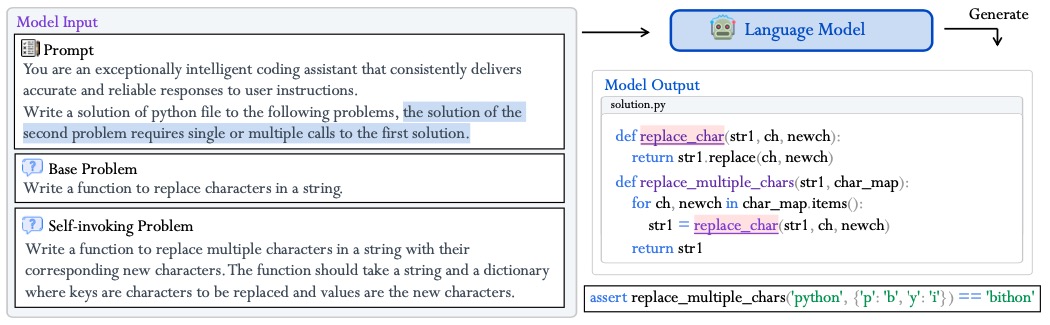 Model Input
Prompt
You are an exceptionally intelligent coding assistant that consistently delivers
accurate and reliable responses to user instructions.
Write a solution of python file to the following problems, the solution of the
second problem requires single or multiple calls to the first solution.
Base Problem
Write a function to replace characters in a string.
Self-invoking Problem
Write a function to replace multiple characters in a string with their
corresponding new characters. The function should take a string and a dictionary
where keys are characters to be replaced and values are the new characters.
Language Model
Generate
Model Output
solution.py
def replace_char(str1, ch, newch):
return str1.replace(ch, newch)
def replace_multiple_chars(str1, char_map):
for ch, newch in char_map.items():
str1 = replace_char(str1, ch, newch)
return str1
assert replace_multiple_chars('python', {'p': 'b', 'y': 'i'}) == 'bithon'